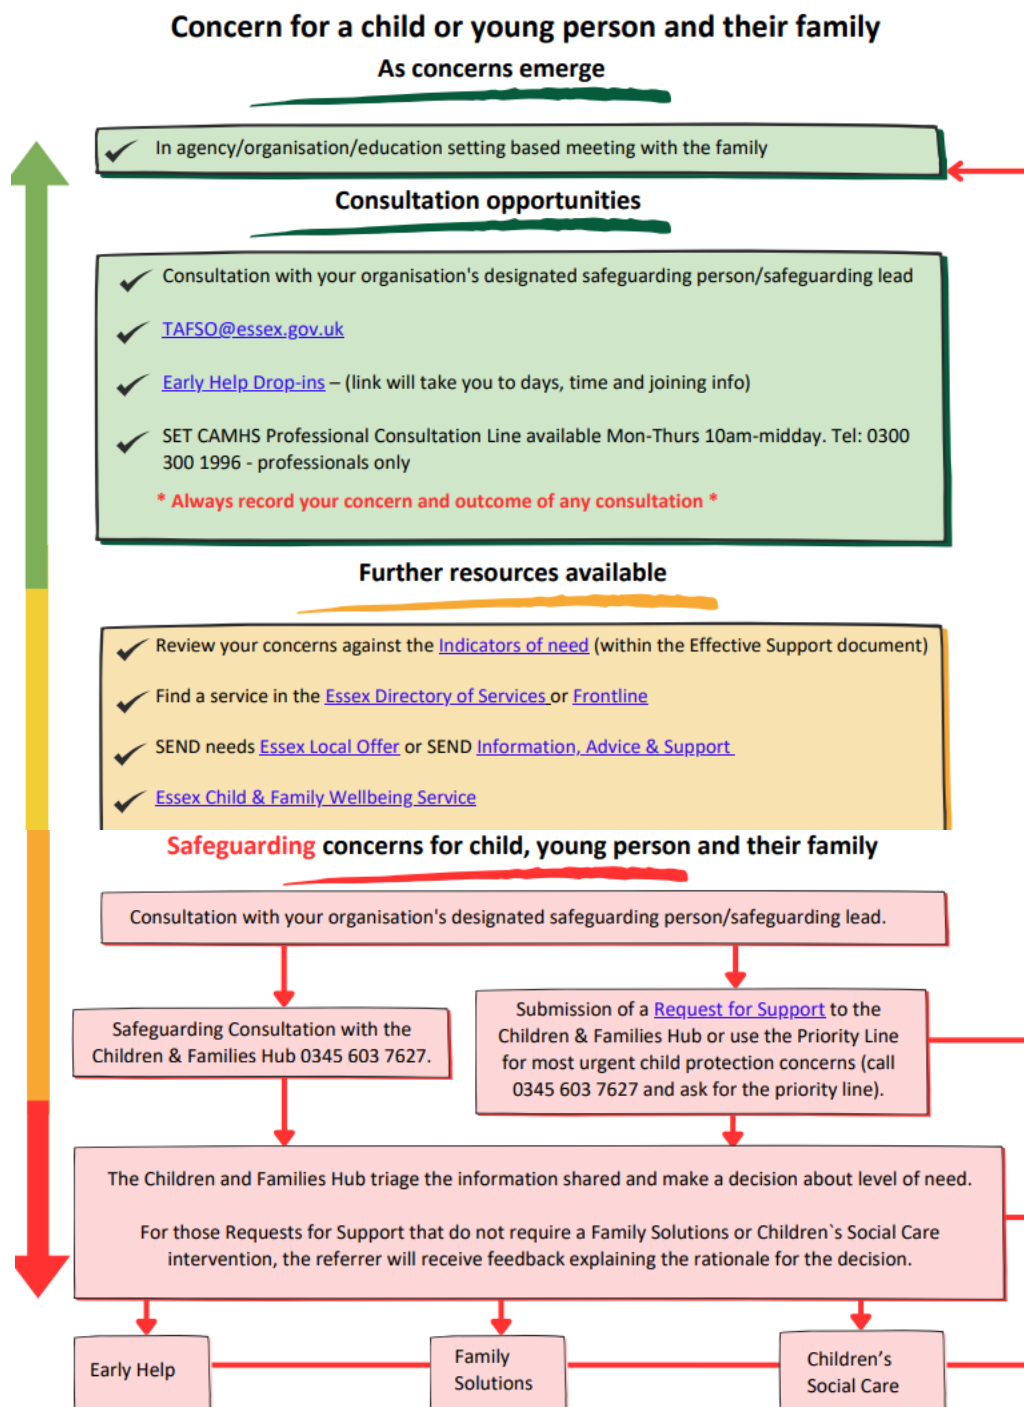 Concern for a child or young person and their family
As concerns emerge
In agency/organisation/education setting based meeting with the family
Consultation opportunities
Consultation with your organisation's designated safeguarding person/safeguarding lead
TAFSO@essex.gov.uk
Early Help Drop-ins – (link will take you to days, time and joining info)
SET CAMHS Professional Consultation Line available Mon-Thurs 10am-midday. Tel: 0300
300 1996 - professionals only
* Always record your concern and outcome of any consultation *
Further resources available
Review your concerns against the Indicators of need (within the Effective Support document)
Find a service in the Essex Directory of Services or Frontline
SEND needs Essex Local Offer or SEND Information, Advice & Support
Essex Child & Family Wellbeing Service
Safeguarding concerns for child, young person and their family
Consultation with your organisation's designated safeguarding person/safeguarding lead.
Safeguarding Consultation with the
Children & Families Hub 0345 603 7627.
Submission of a Request for Support to the
Children & Families Hub or use the Priority Line
for most urgent child protection concerns (call
0345 603 7627 and ask for the priority line).
The Children and Families Hub triage the information shared and make a decision about level of need.
For those Requests for Support that do not require a Family Solutions or Children`s Social Care
intervention, the referrer will receive feedback explaining the rationale for the decision.
Early Help
Family
Solutions
Children's
Social Care